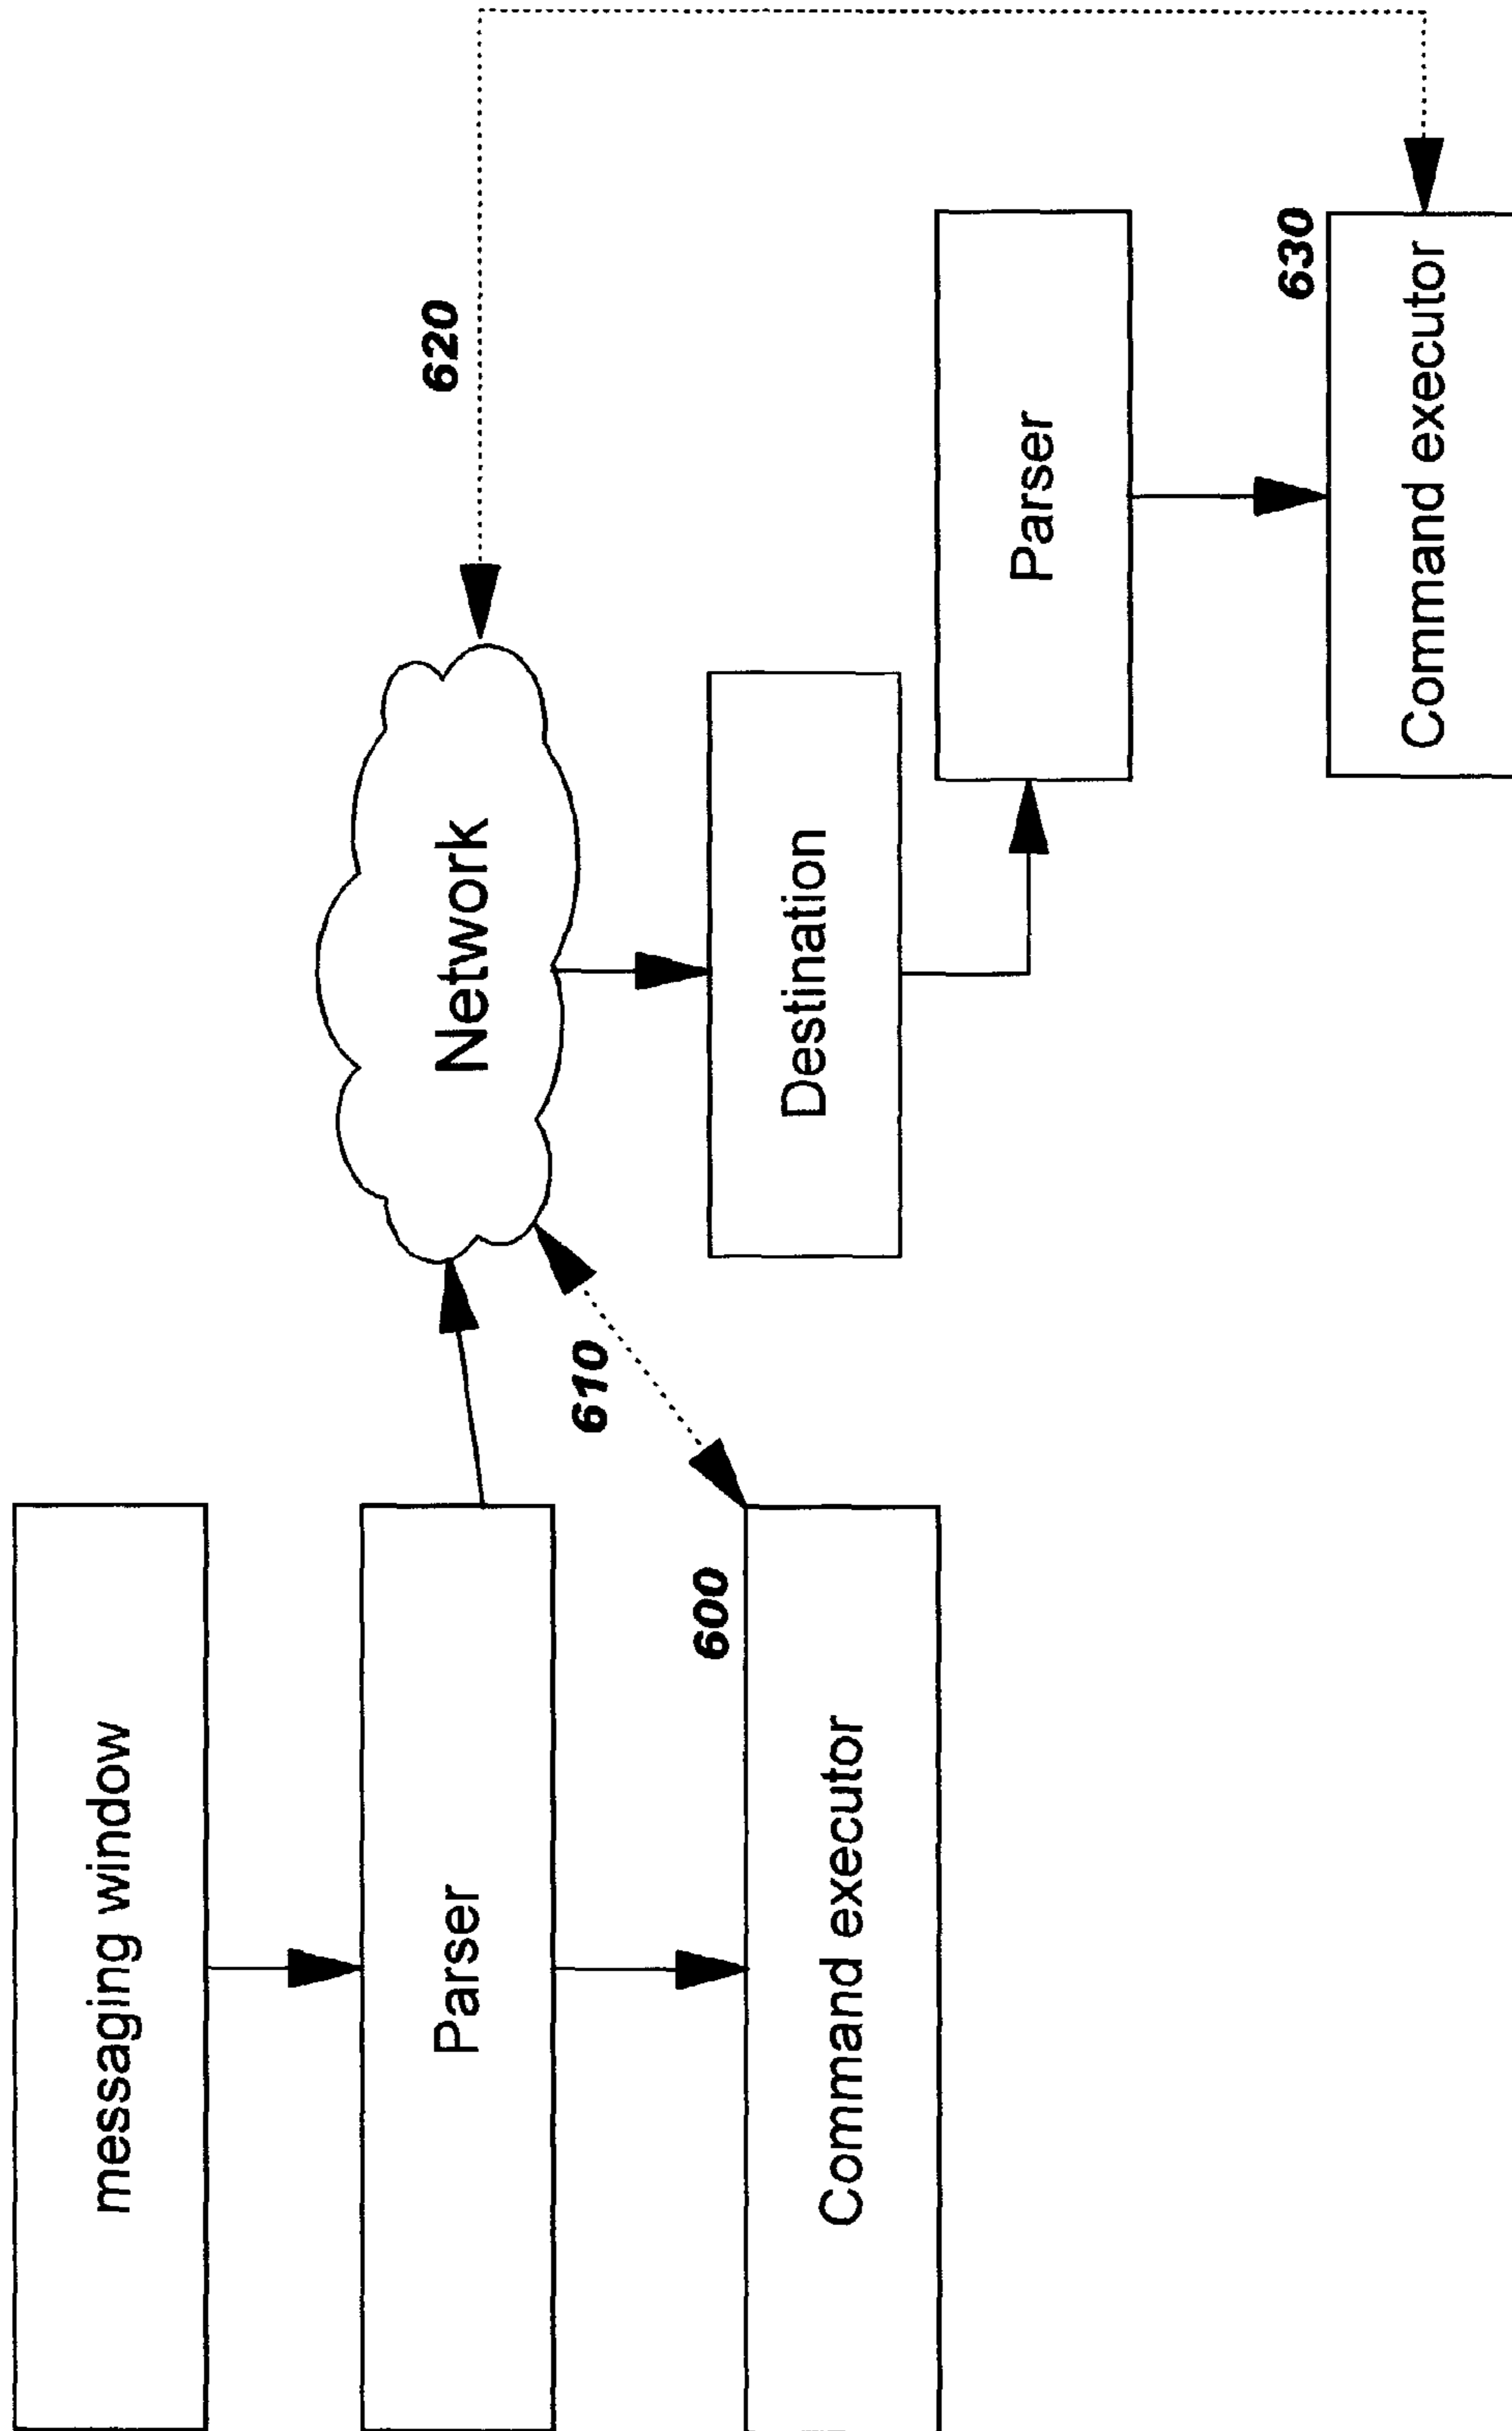 messaging window
Parser
Command executor
600
610
Network
620
Destination
Parser
630
Command executor